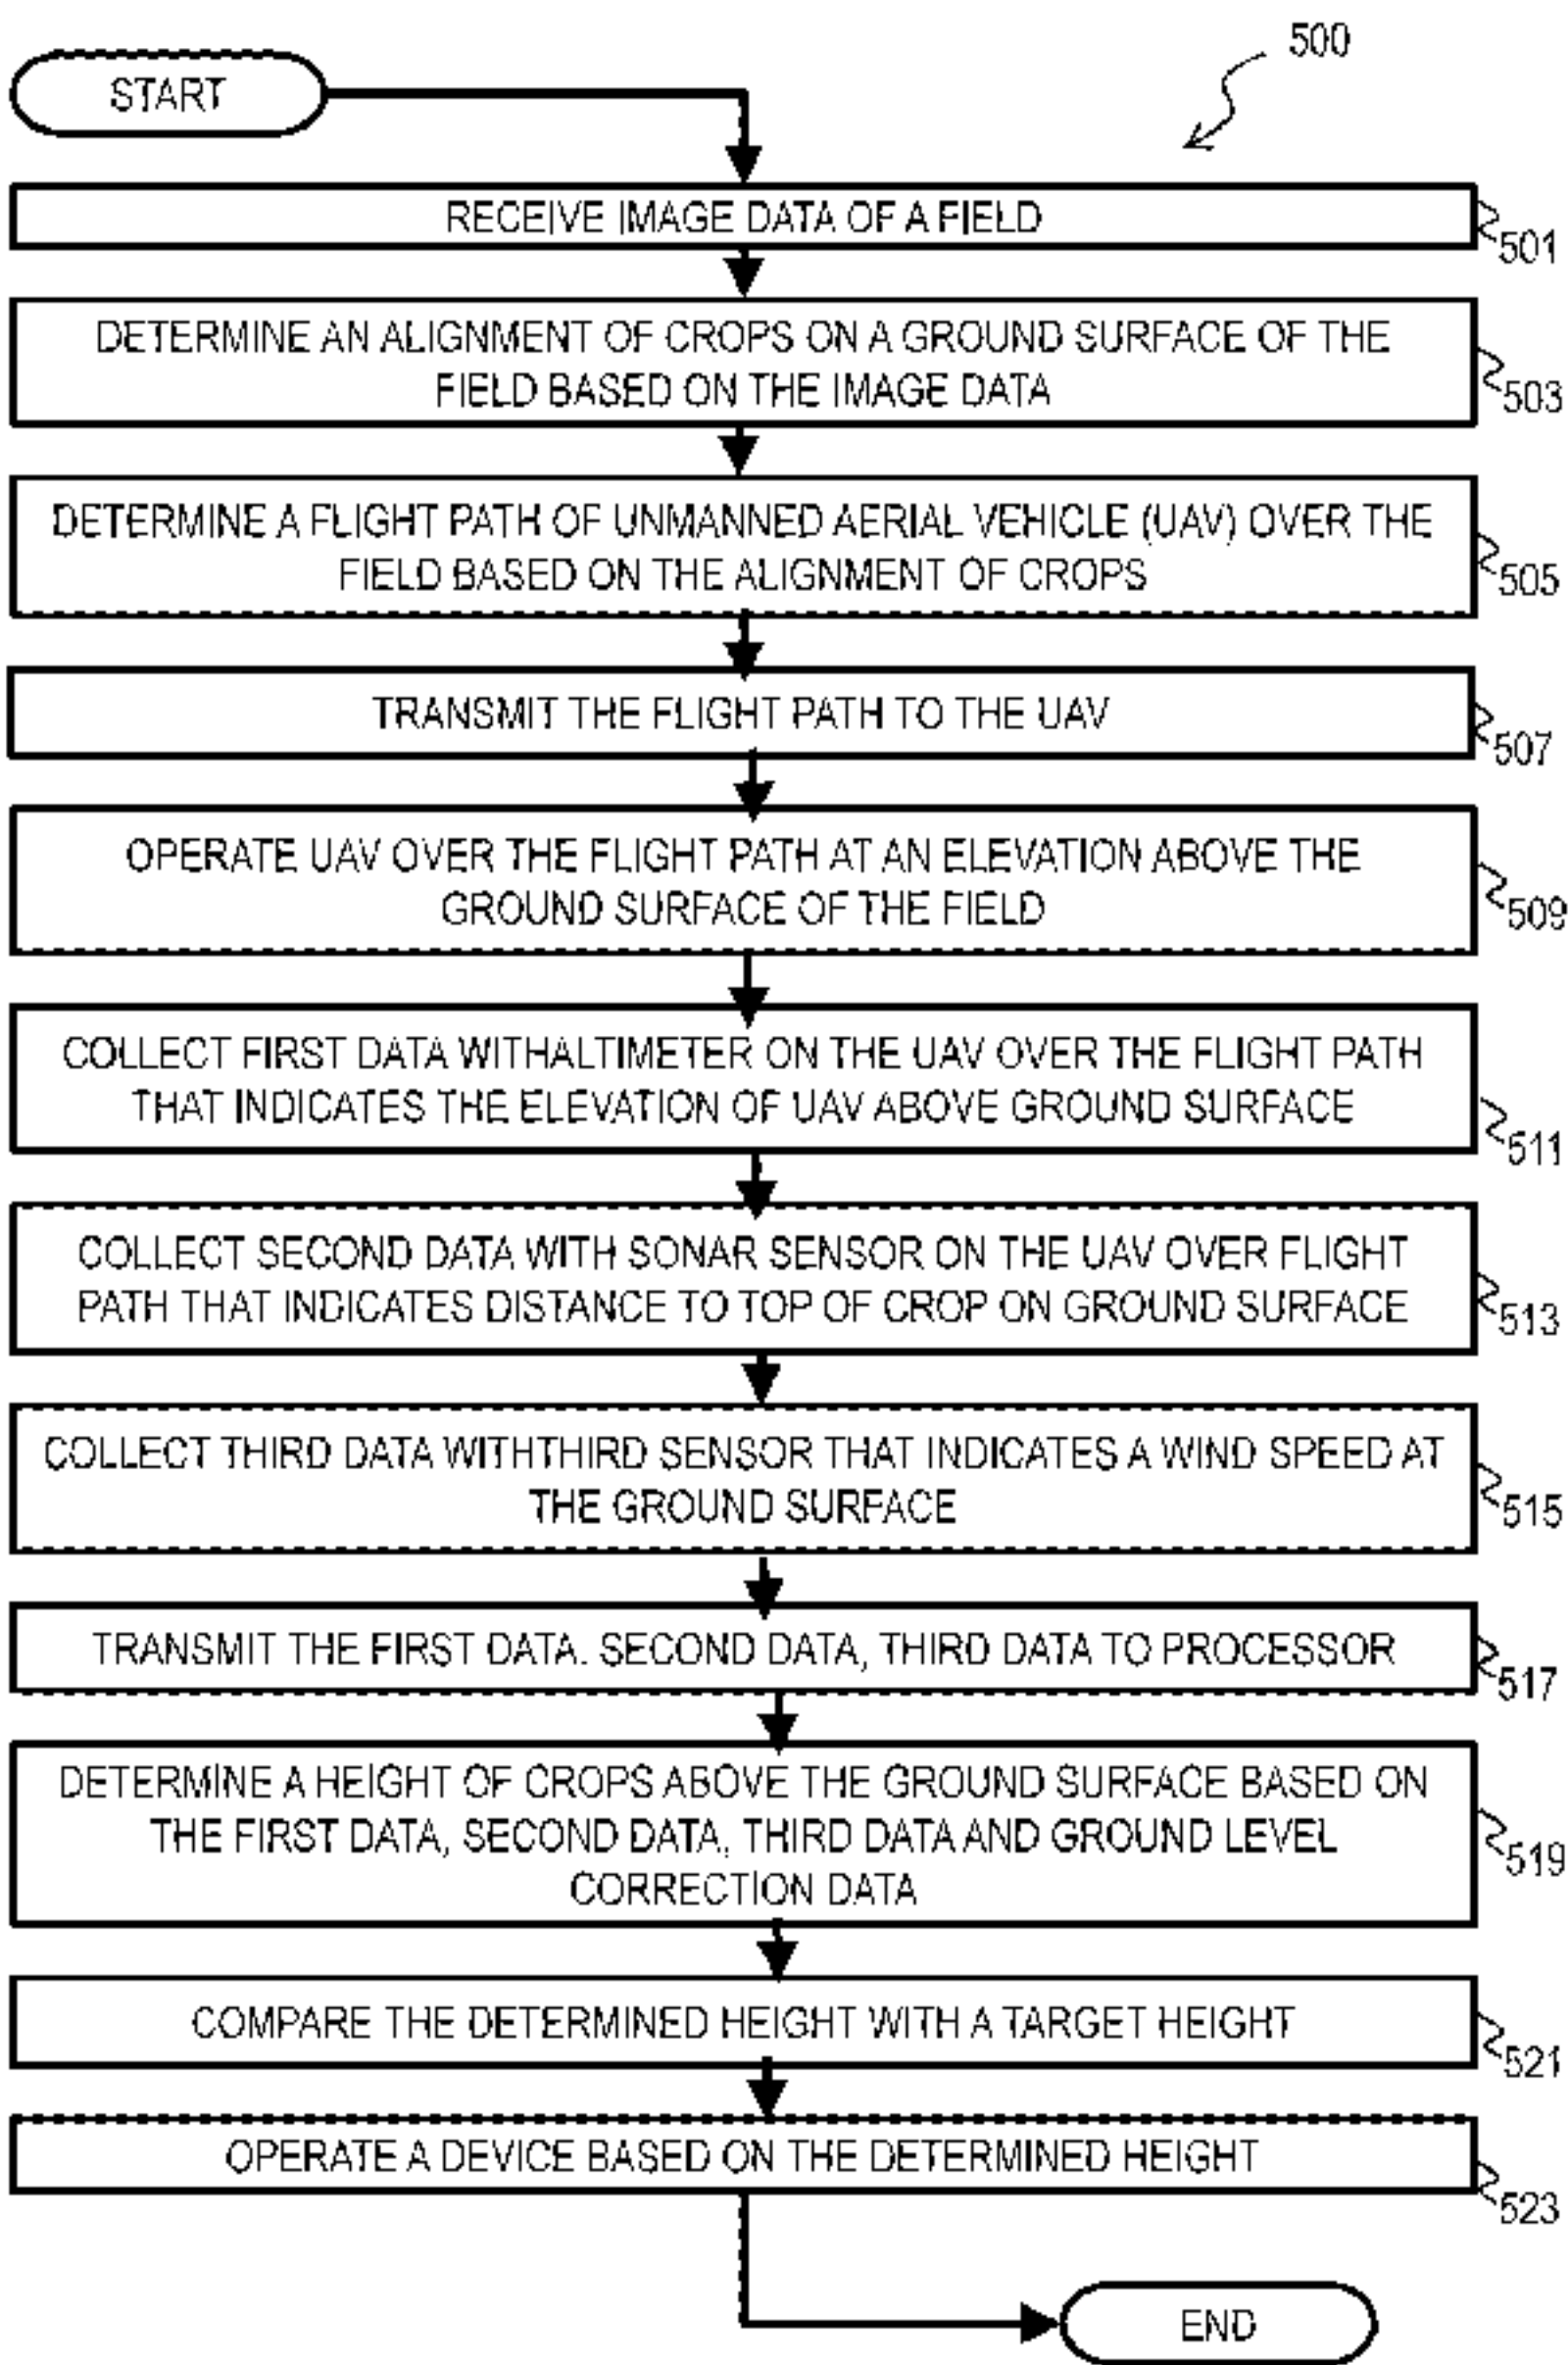 500
START
RECEIVE IMAGE DATA OF A FIELD
501
DETERMINE AN ALIGNMENT OF CROPS ON A GROUND SURFACE OF THE
FIELD BASED ON THE IMAGE DATA
503
DETERMINE A FLIGHT PATH OF UNMANNED AERIAL VEHICLE (UAV) OVER THE
FIELD BASED ON THE ALIGNMENT OF CROPS
505
TRANSMIT THE FLIGHT PATH TO THE UAV
507
OPERATE UAV OVER THE FLIGHT PATH AT AN ELEVATION ABOVE THE
GROUND SURFACE OF THE FIELD
509
COLLECT FIRST DATA WITHALTIMETER ON THE UAV OVER THE FLIGHT PATH
THAT INDICATES THE ELEVATION OF UAV ABOVE GROUND SURFACE
511
COLLECT SECOND DATA WITH SONAR SENSOR ON THE UAV OVER FLIGHT
PATH THAT INDICATES DISTANCE TO TOP OF CROP ON GROUND SURFACE
513
COLLECT THIRD DATA WITHTHIRD SENSOR THAT INDICATES A WIND SPEED AT
THE GROUND SURFACE
515
TRANSMIT THE FIRST DATA. SECOND DATA, THIRD DATA TO PROCESSOR
517
DETERMINE A HEIGHT OF CROPS ABOVE THE GROUND SURFACE BASED ON
THE FIRST DATA, SECOND DATA, THIRD DATA AND GROUND LEVEL
CORRECTION DATA
519
COMPARE THE DETERMINED HEIGHT WITH A TARGET HEIGHT
521
OPERATE A DEVICE BASED ON THE DETERMINED HEIGHT
523
END